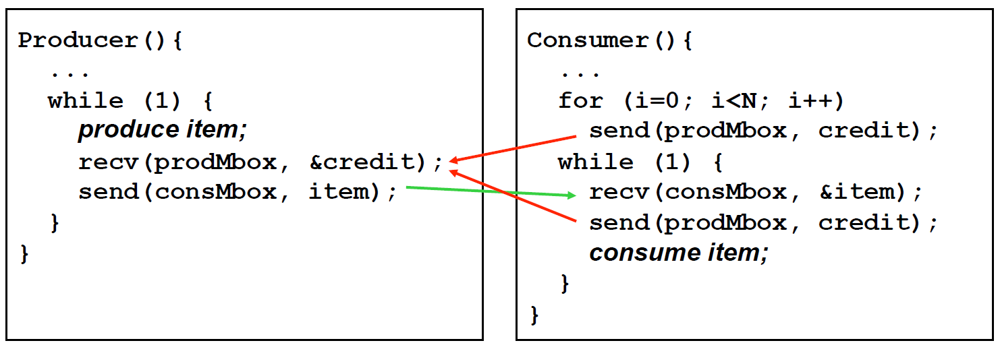 Producer(){
...
while (1) {
produce item;
recv(prodMbox, &credit);
send(consMbox, item);
}
}
Consumer(){
...
for (i=0; i<N; i++)
send(prodMbox, credit);
while (1) {
recv(consMbox, &item);
send(prodMbox, credit);
consume item;
}
}